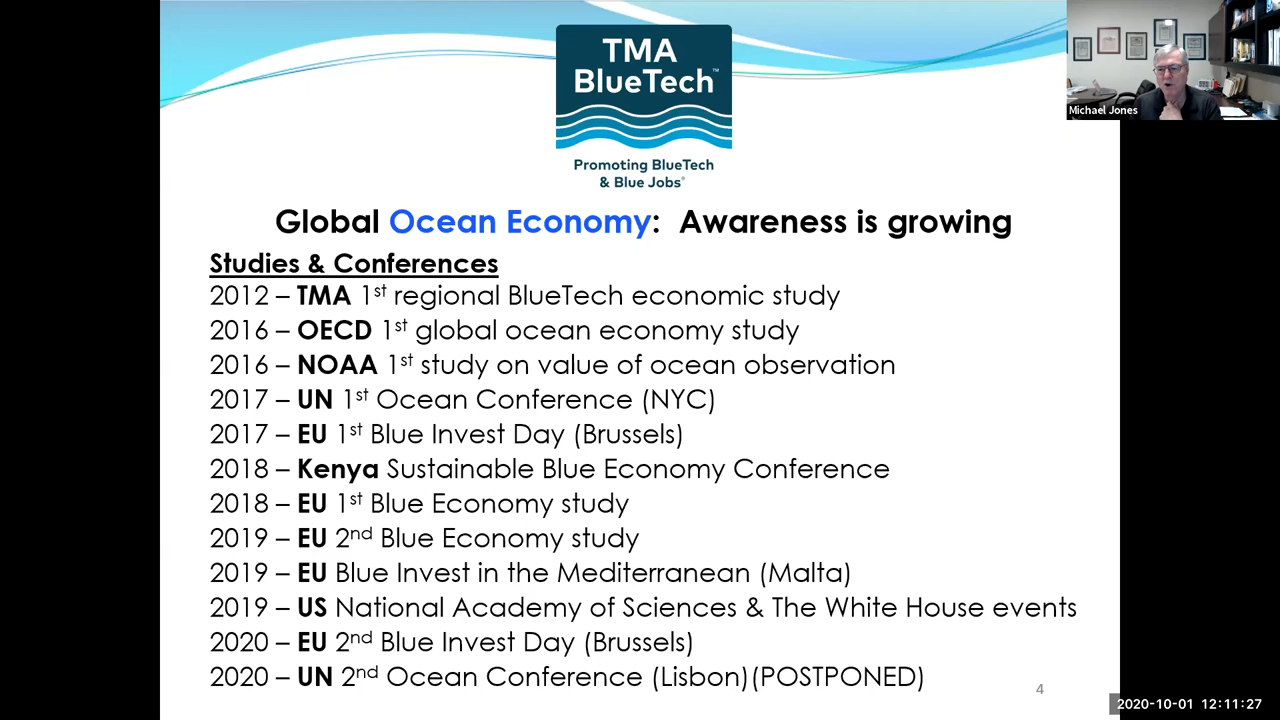 TMA
BlueTech™
Promoting BlueTech
& Blue Jobs®
Michael Jones
Global Ocean Economy: Awareness is growing
Studies & Conferences
2012 – TMA 1st regional BlueTech economic study
2016 – OECD 1st global ocean economy study
2016 – NOAA 1st study on value of ocean observation
2017 – UN 1st Ocean Conference (NYC)
2017 – EU 1st Blue Invest Day (Brussels)
2018 – Kenya Sustainable Blue Economy Conference
2018 – EU 1st Blue Economy study
2019 – EU 2nd Blue Economy study
2019 – EU Blue Invest in the Mediterranean (Malta)
2019 – US National Academy of Sciences & The White House events
2020 – EU 2nd Blue Invest Day (Brussels)
2020 – UN 2nd Ocean Conference (Lisbon)(POSTPONED)
4
2020-10-01 12:11:27